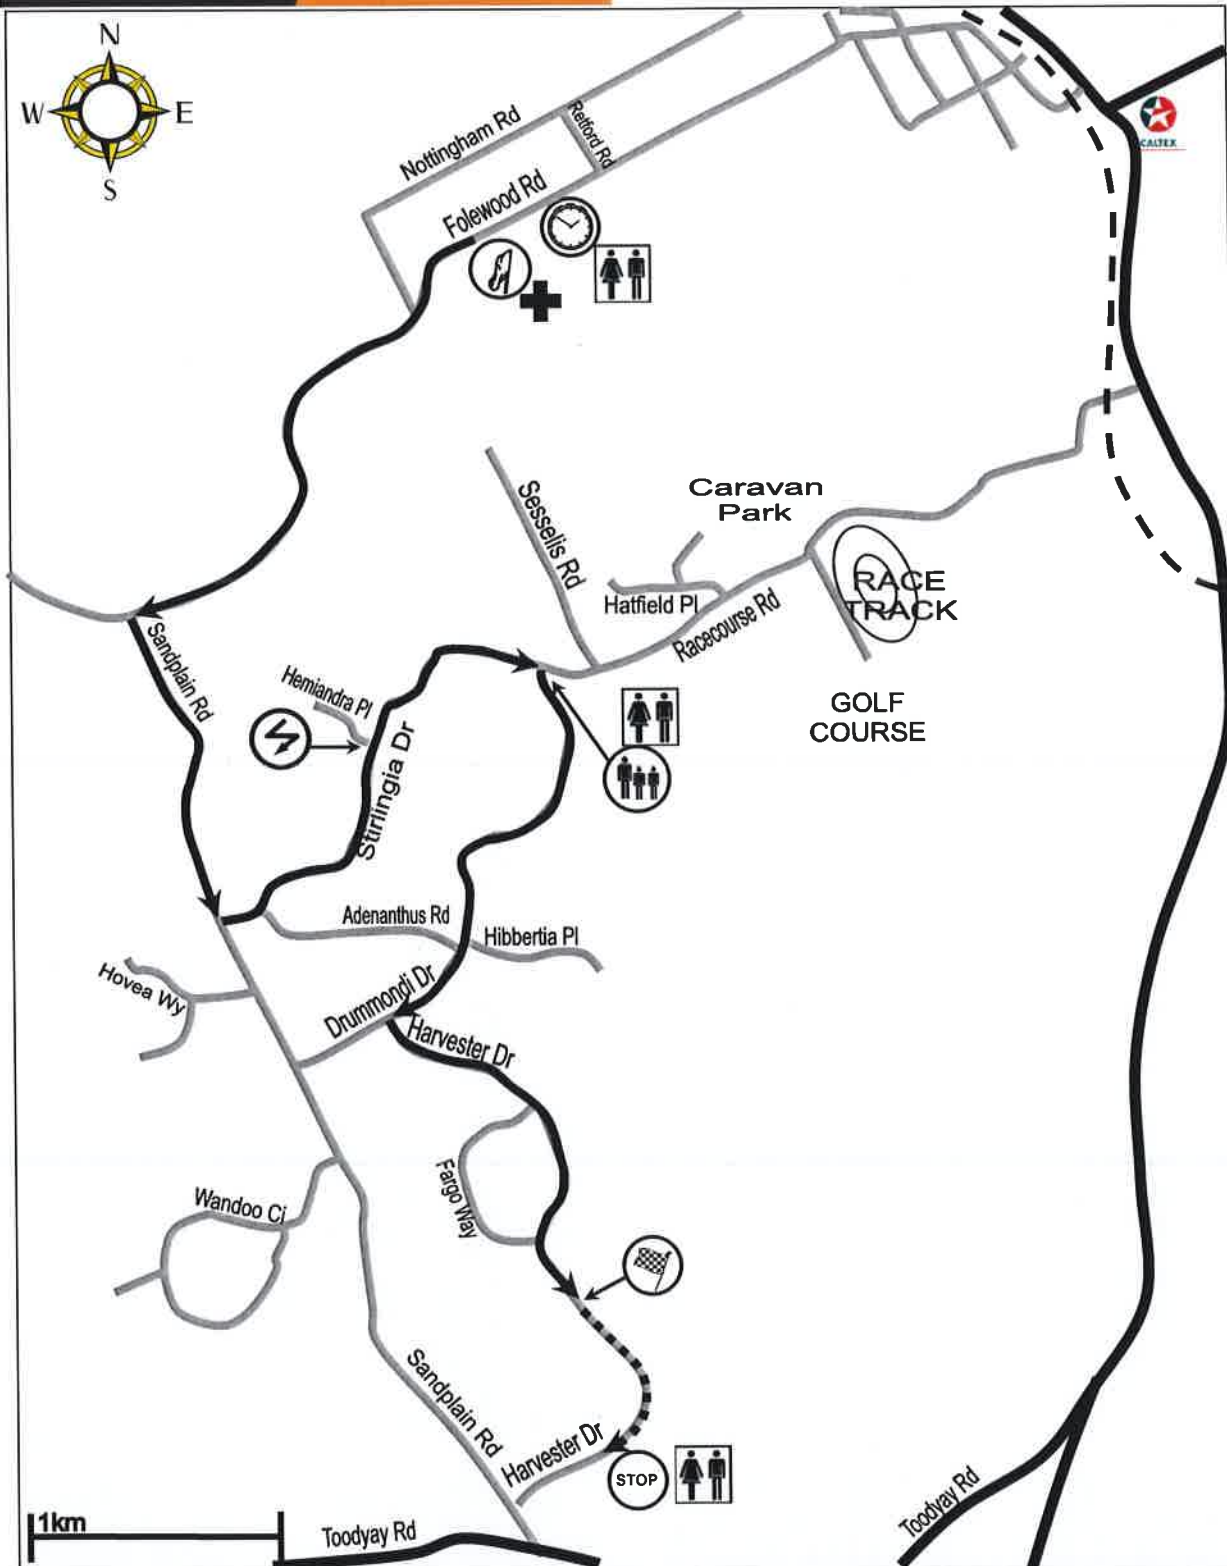 N
W
E
S
CALTEX
Nottingham Rd
Retford Rd
Folewood Rd
Caravan
Park
Sesselis Rd
Hatfield Pl
Racecourse Rd
RACE
TRACK
GOLF
COURSE
Sandplain Rd
Hemiandra Pl
Stirlingia Dr
Adenanthus Rd
Hibbertia Pl
Hovea Wy
Drummondi Dr
Harvester Dr
Fargo Way
Wandoo Ci
Sandplain Rd
Harvester Dr
STOP
1km
Toodyay Rd
Toodyay Rd